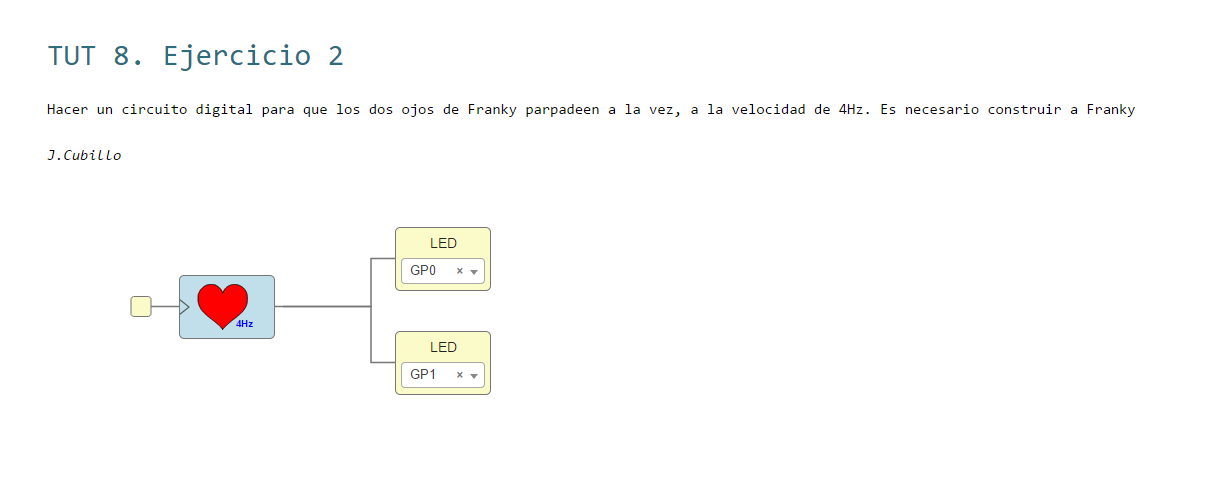 TUT 8. Ejercicio 2
Hacer un circuito digital para que los dos ojos de Franky parpadeen a la vez, a la velocidad de 4Hz. Es necesario construir a Franky
J.Cubillo
LED
GP0 ×
4Hz
LED
GP1 ×